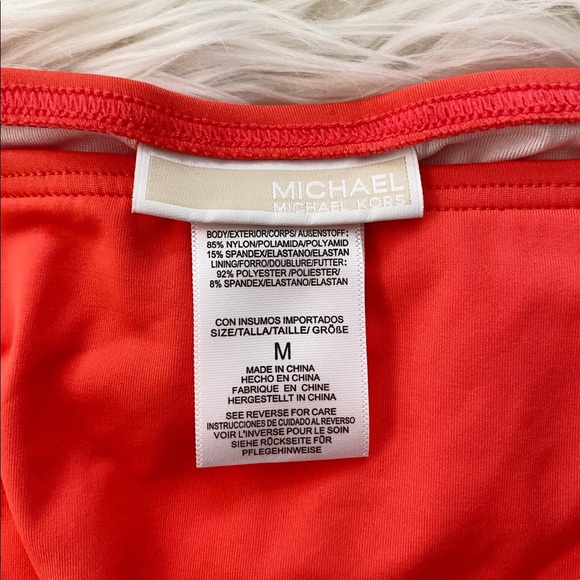 MICHAEL
MICHAEL KORS
BODY/EXTERIOR/CORPS/ AUßENSTOFF:
85% NYLON/POLIAMIDA/POLYAMID
15% SPANDEX/ELASTANO/ELASTAN
LINING/FORRO/DOUBLURE/FUTTER:
92% POLYESTER /POLIESTER/
8% SPANDEX/ELASTANO/ELASTAN
CON INSUMOS IMPORTADOS
SIZE/TALLA/TAILLE/ GRÖßE
M
MADE IN CHINA
HECHO EN CHINA
FABRIQUE EN CHINE
HERGESTELLT IN CHINA
SEE REVERSE FOR CARE
INSTRUCCIONES DE CUIDADO AL REVERSO
VOIR L'INVERSE POUR LE SOIN
SIEHE RÜCKSEITE FÜR
PFLEGEHINWEISE